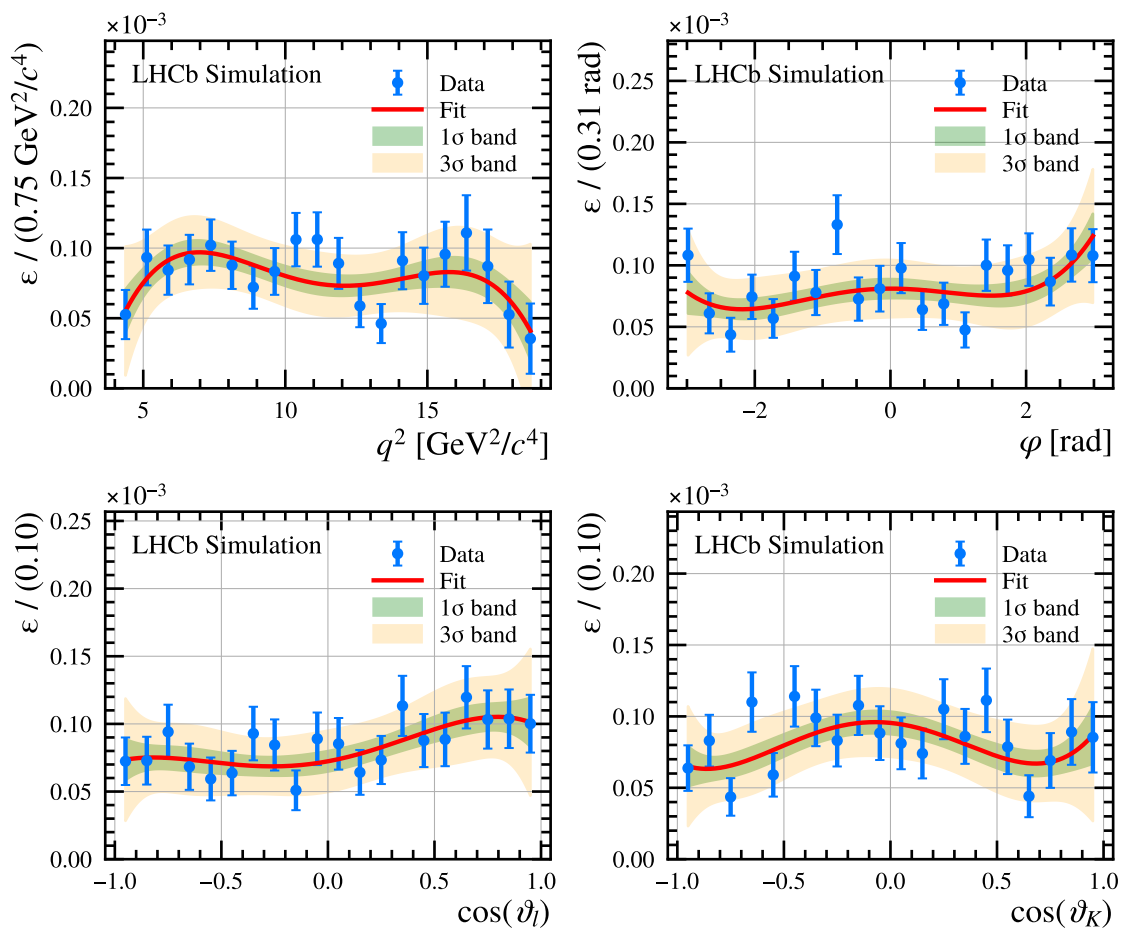 ×10⁻³
LHCb Simulation
Data
Fit
1σ band
3σ band
ε / (0.75 GeV²/c⁴)
0.20
0.15
0.10
0.05
0.00
5 10 15
q² [GeV²/c⁴]
×10⁻³
LHCb Simulation
Data
Fit
1σ band
3σ band
ε / (0.31 rad)
0.25
0.20
0.15
0.10
0.05
0.00
−2 0 2
φ [rad]
×10⁻³
LHCb Simulation
Data
Fit
1σ band
3σ band
ε / (0.10)
0.25
0.20
0.15
0.10
0.05
0.00
−1.0 −0.5 0.0 0.5 1.0
cos(ϑₗ)
×10⁻³
LHCb Simulation
Data
Fit
1σ band
3σ band
ε / (0.10)
0.20
0.15
0.10
0.05
0.00
−1.0 −0.5 0.0 0.5 1.0
cos(ϑ_K)